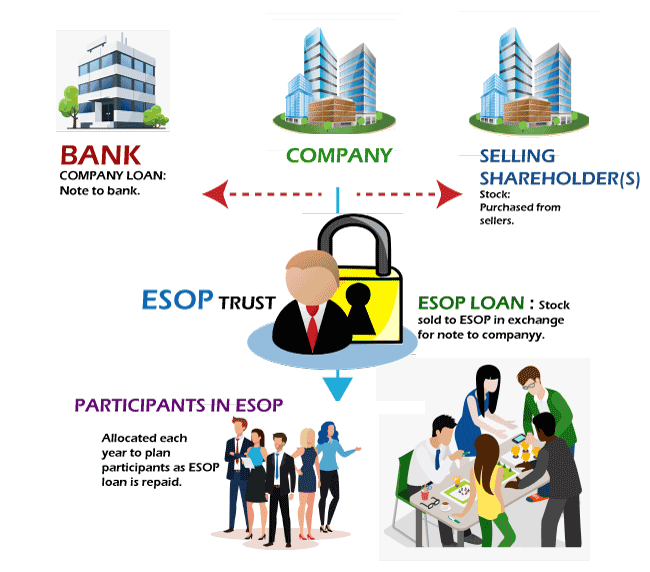 BANK
COMPANY LOAN:
Note to bank.
COMPANY
SELLING
SHAREHOLDER(S)
Stock:
Purchased from
sellers.
ESOP TRUST
ESOP LOAN : Stock
sold to ESOP in exchange
for note to companyy.
PARTICIPANTS IN ESOP
Allocated each
year to plan
participants as ESOP
loan is repaid.